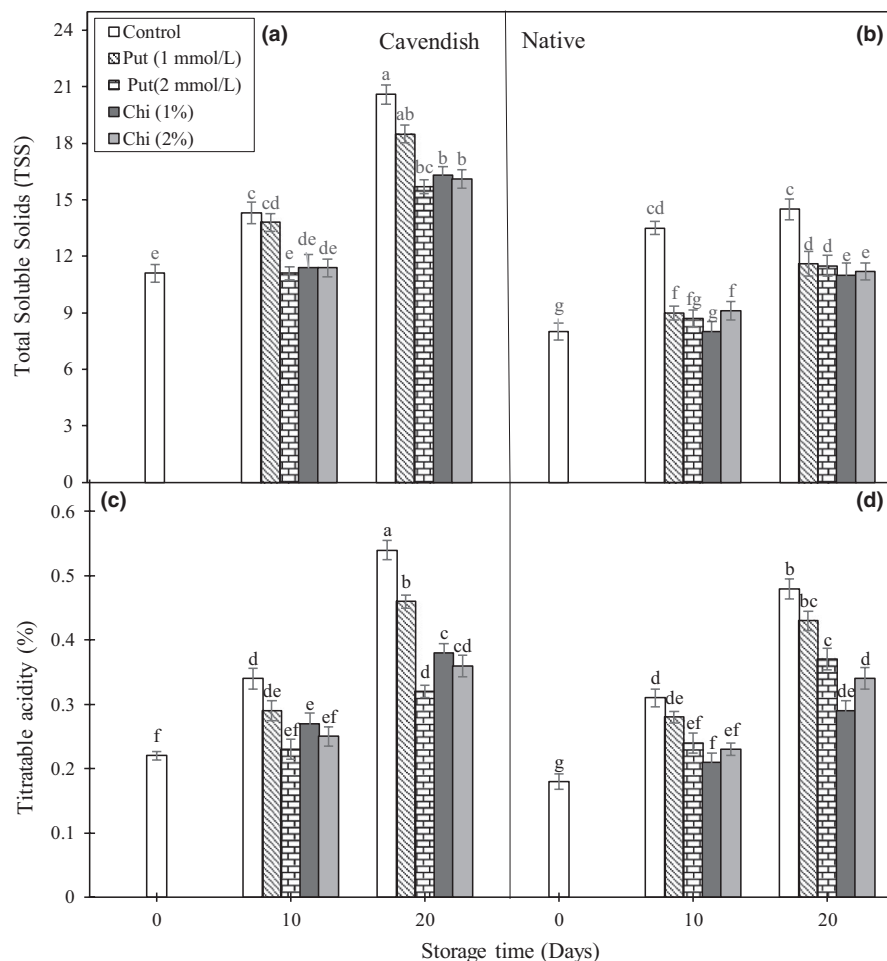 24
21
18
15
12
9
6
3
0
Total Soluble Solids (TSS)
Control
Put (1 mmol/L)
Put(2 mmol/L)
Chi (1%)
Chi (2%)
(a)
Cavendish
e
c
cd
e
de
de
a
ab
bc
b
b
Native
(b)
g
cd
f
fg
g
f
c
d
d
e
e
(c)
0.6
0.5
0.4
0.3
0.2
0.1
0
Titratable acidity (%)
f
d
de
ef
e
ef
a
b
d
c
cd
(d)
g
d
de
ef
f
ef
b
bc
c
de
d
0 10 20 0 10 20
Storage time (Days)